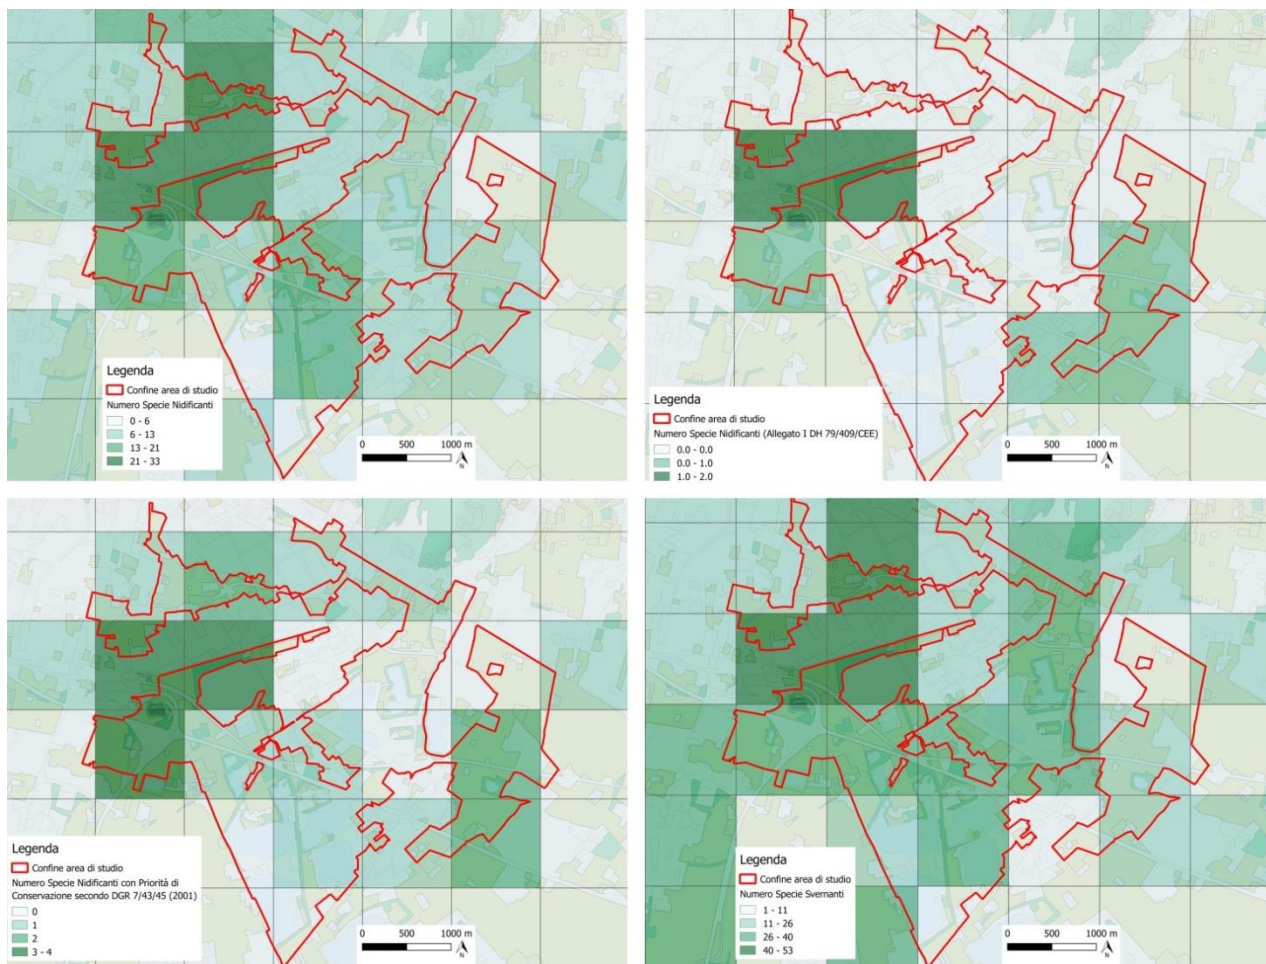 Legenda
Confine area di studio
Numero Specie Nidificanti
0 - 6
6 - 13
13 - 21
21 - 33
0 500 1000 m
N
Legenda
Confine area di studio
Numero Specie Nidificanti (Allegato I DH 79/409/CEE)
0.0 - 0.0
0.0 - 1.0
1.0 - 2.0
0 500 1000 m
N
Legenda
Confine area di studio
Numero Specie Nidificanti con Priorità di
Conservazione secondo DGR 7/43/45 (2001)
0
1
2
3 - 4
0 500 1000 m
N
Legenda
Confine area di studio
Numero Specie Svernanti
1 - 11
11 - 26
26 - 40
40 - 53
0 500 1000 m
N